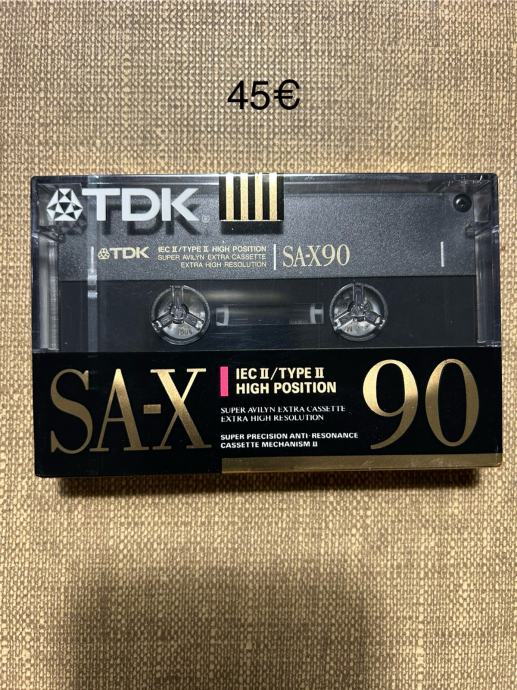 45€
TDK
TDK
IEC II/TYPE II HIGH POSITION
SUPER AVILYN EXTRA CASSETTE
EXTRA HIGH RESOLUTION
SA-X90
SA-X
IEC II/TYPE II
HIGH POSITION
SUPER AVILYN EXTRA CASSETTE
EXTRA HIGH RESOLUTION
SUPER PRECISION ANTI-RESONANCE
CASSETTE MECHANISM II
90